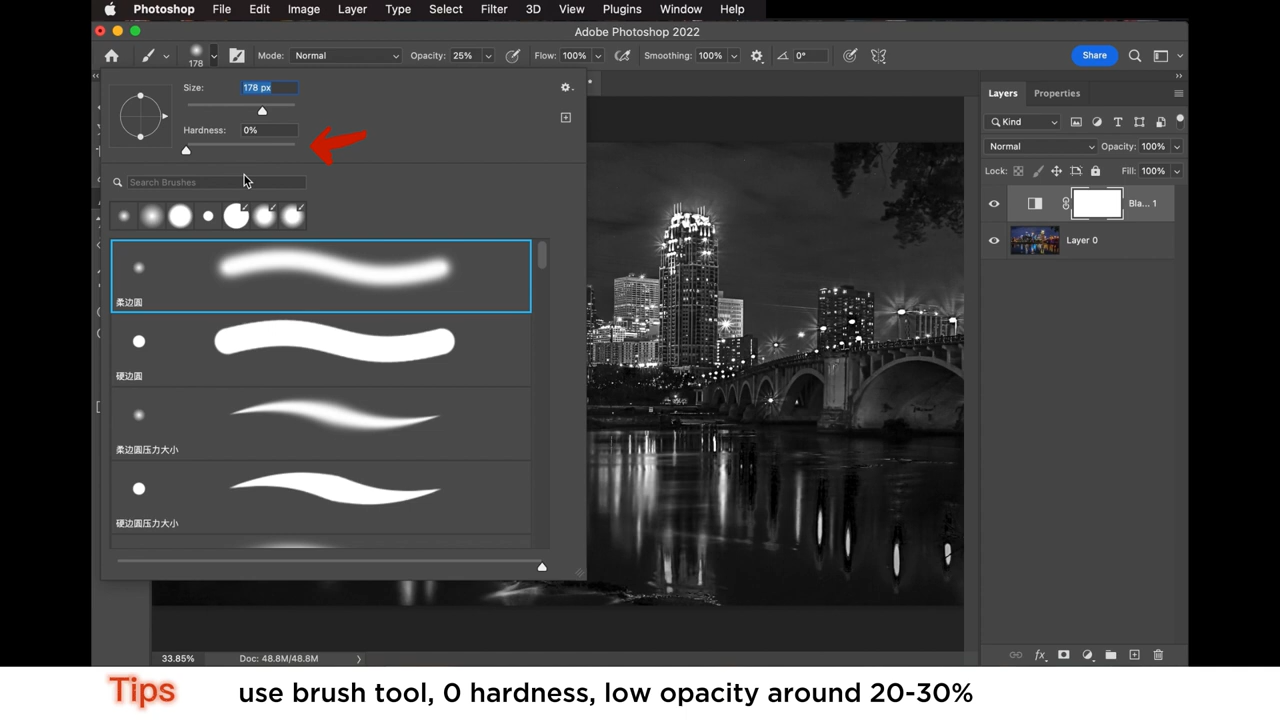 Photoshop File Edit Image Layer Type Select Filter 3D View Plugins Window Help
Adobe Photoshop 2022
178 Mode: Normal Opacity: 25% Flow: 100% Smoothing: 100% 0° Share
Size: 178 px
Hardness: 0%
Search Brushes
柔边圆
硬边圆
柔边圆压力大小
硬边圆压力大小
Layers Properties
Kind
Normal Opacity: 100%
Lock: Fill: 100%
Bla... 1
Layer 0
33.85% Doc: 48.8M/48.8M
fx
Tips use brush tool, 0 hardness, low opacity around 20-30%